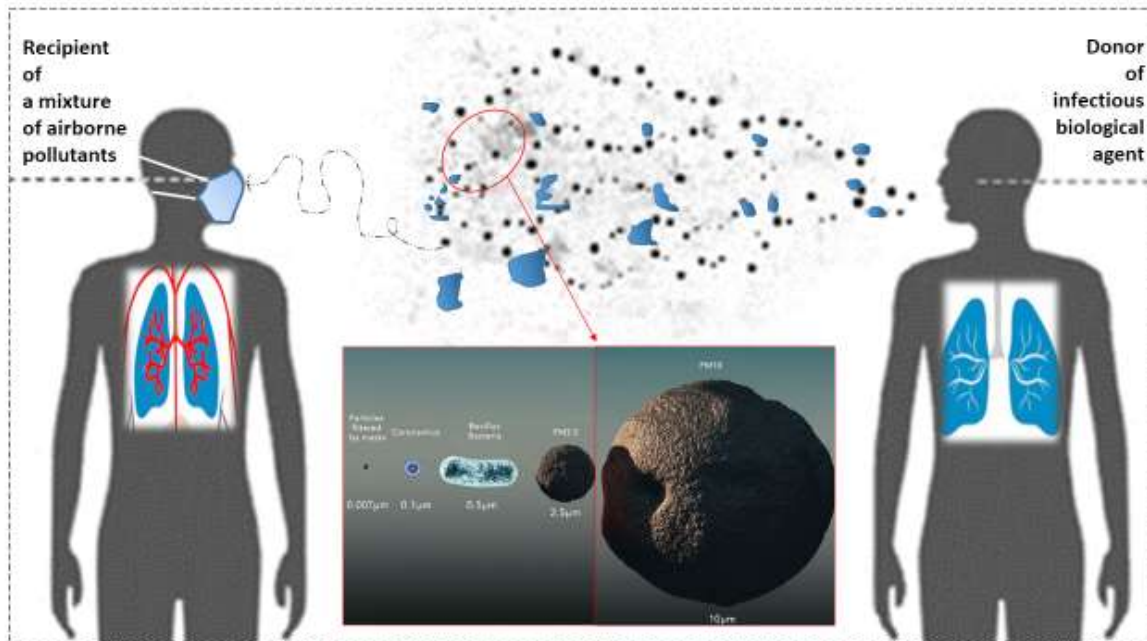 Recipient
of
a mixture
of airborne
pollutants
Donor
of
infectious
biological
agent
PM10
Particles
filtered
by masks
Coronavirus
Bacillus
Bacteria
PM2.5
0.007µm
0.1µm
0.5µm
2.5µm
10µm